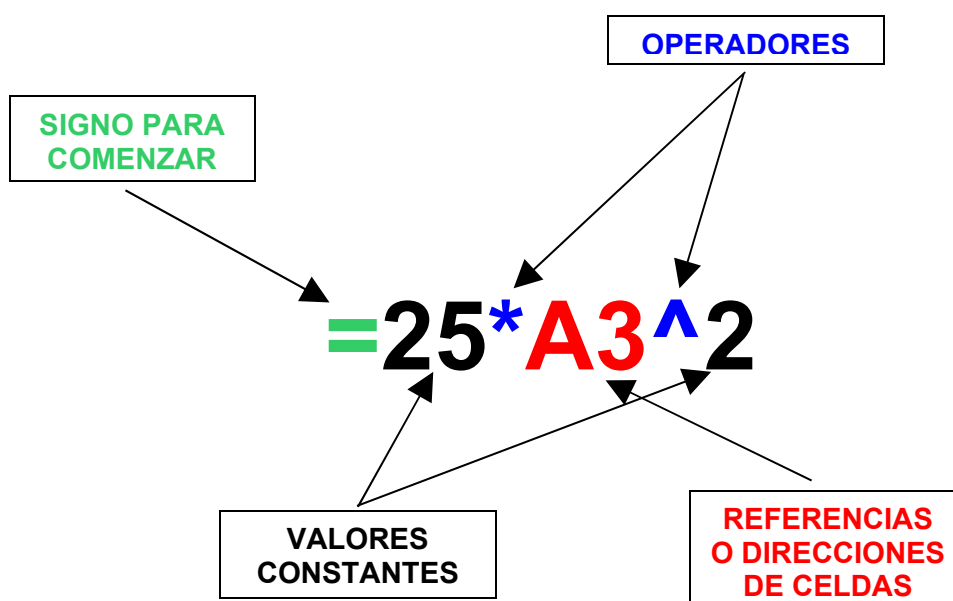 OPERADORES
SIGNO PARA
COMENZAR
=25*A3^2
VALORES
CONSTANTES
REFERENCIAS
O DIRECCIONES
DE CELDAS